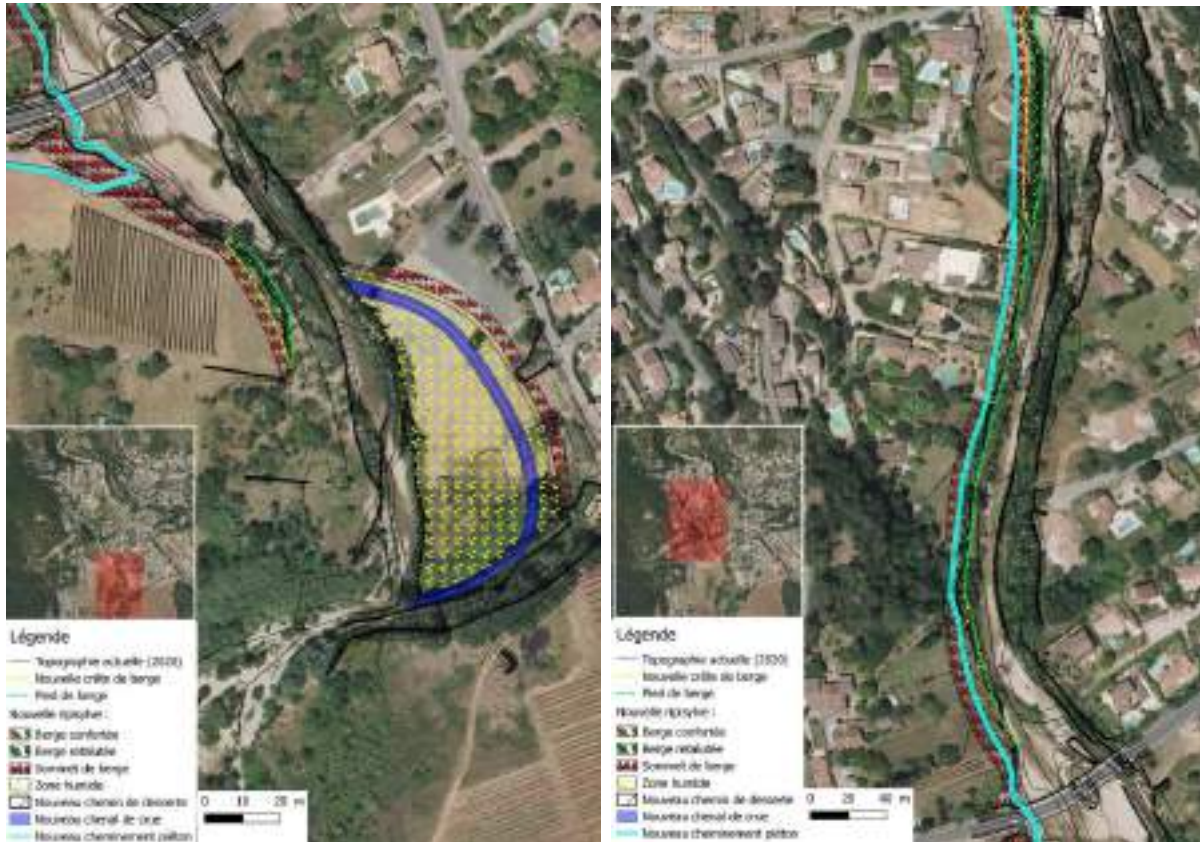 Légende
Topographie actuelle (2020)
Nouvelle crête de berge
Pied de berge
Nouvelle ripisylve :
Berge confortée
Berge retalutée
Sommet de berge
Zone humide
Nouveau chemin de desserte
Nouveau chenal de crue
Nouveau cheminement piéton
0 10 20 m
Légende
Topographie actuelle (2020)
Nouvelle crête de berge
Pied de berge
Nouvelle ripisylve :
Berge confortée
Berge retalutée
Sommet de berge
Zone humide
Nouveau chemin de desserte
Nouveau chenal de crue
Nouveau cheminement piéton
0 20 40 m